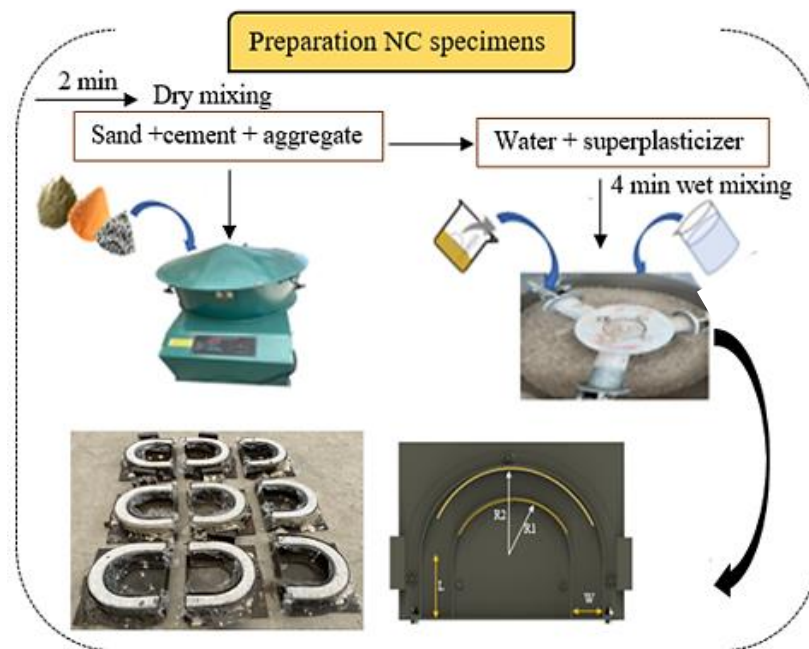 Preparation NC specimens
2 min
Dry mixing
Sand +cement + aggregate
Water + superplasticizer
4 min wet mixing
R2
R1
L
W